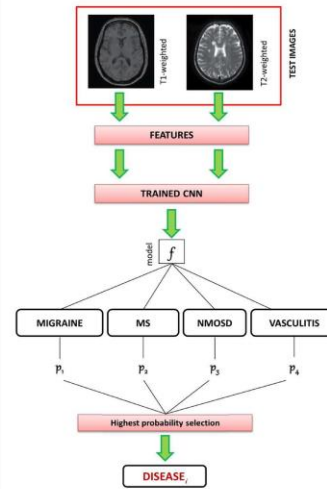 T1-weighted
T2-weighted
TEST IMAGES
FEATURES
TRAINED CNN
model
f
MIGRAINE
MS
NMOSD
VASCULITIS
p₁
p₂
p₃
p₄
Highest probability selection
DISEASEᵢ